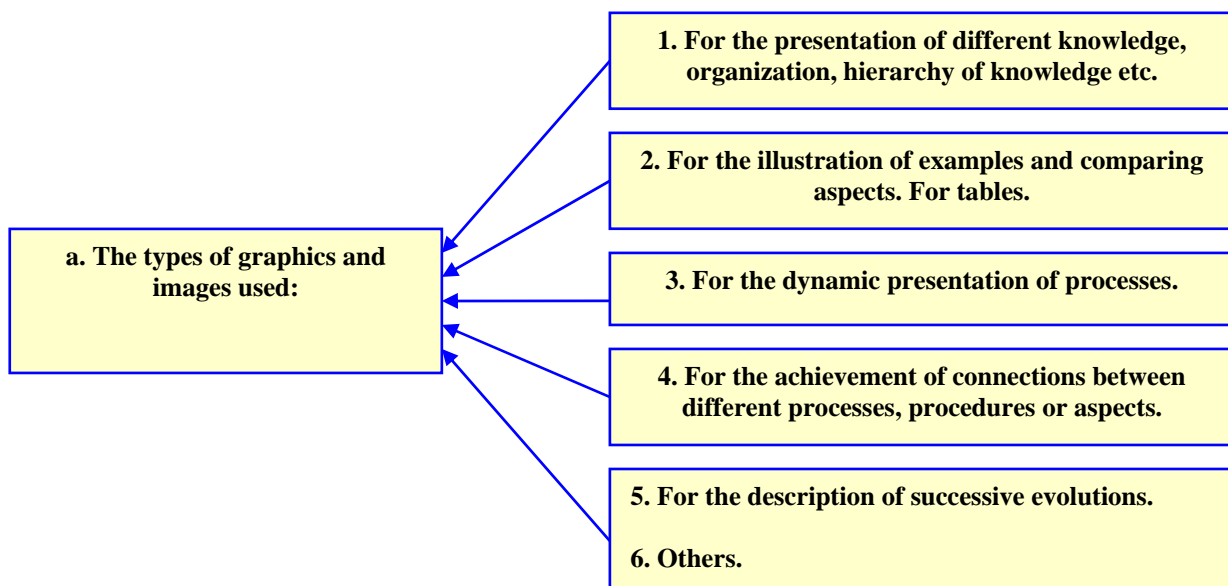 1. For the presentation of different knowledge,
organization, hierarchy of knowledge etc.
2. For the illustration of examples and comparing
aspects. For tables.
a. The types of graphics and
images used:
3. For the dynamic presentation of processes.
4. For the achievement of connections between
different processes, procedures or aspects.
5. For the description of successive evolutions.
6. Others.